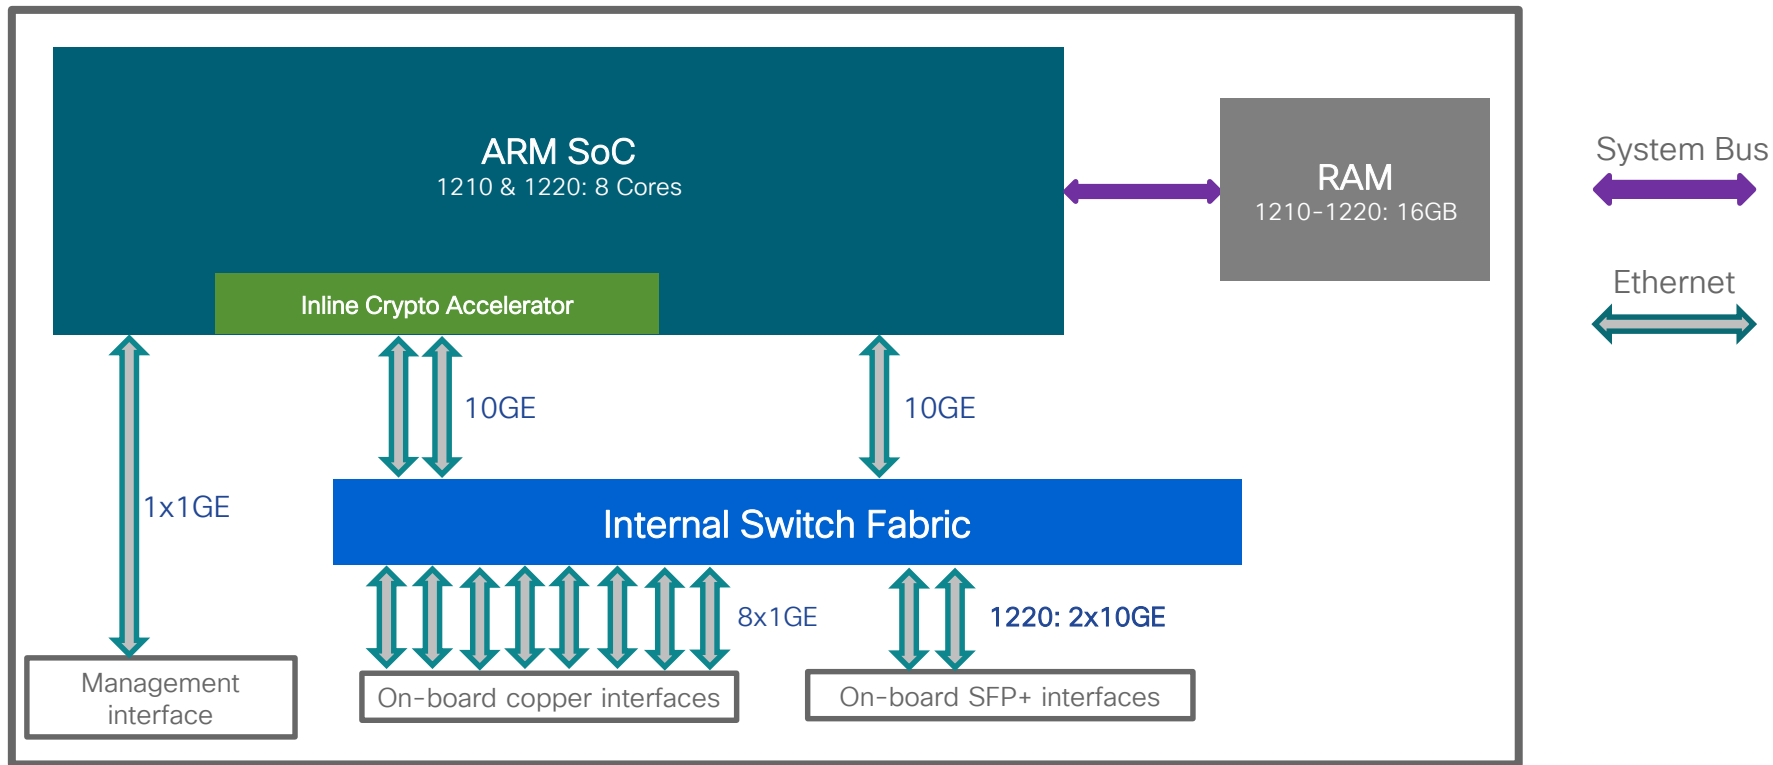 ARM SoC
1210 & 1220: 8 Cores
Inline Crypto Accelerator
RAM
1210-1220: 16GB
System Bus
Ethernet
10GE
10GE
1x1GE
Internal Switch Fabric
8x1GE
1220: 2x10GE
Management
interface
On-board copper interfaces
On-board SFP+ interfaces